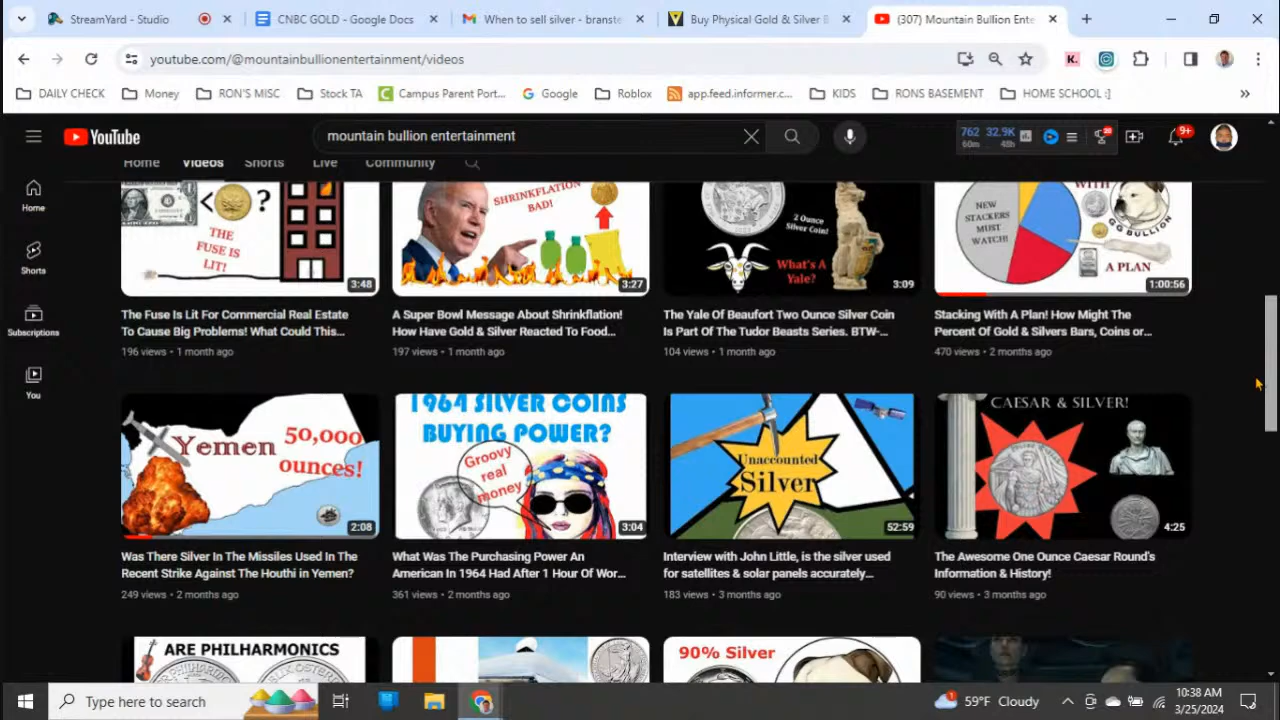 StreamYard - Studio
CNBC GOLD - Google Docs
When to sell silver - branste
Buy Physical Gold & Silver B
(307) Mountain Bullion Ente
youtube.com/@mountainbullionentertainment/videos
K.
DAILY CHECK
Money
RON'S MISC
Stock TA
Campus Parent Port...
Google
Roblox
app.feed.informer.c...
KIDS
RONS BASEMENT
HOME SCHOOL :]
YouTube
mountain bullion entertainment
762 60m
32.9K 48h
9+
Home
Videos
Shorts
Live
Community
Home
Shorts
Subscriptions
You
< ?
THE
FUSE IS
LIT!
3:48
SHRINKFLATION
BAD!
3:27
2 Ounce
Silver Coin!
What's A
Yale?
3:09
WITH
GG BULLION
NEW
STACKERS
MUST
WATCH!
A PLAN
1:00:56
The Fuse Is Lit For Commercial Real Estate
To Cause Big Problems! What Could This...
196 views • 1 month ago
A Super Bowl Message About Shrinkflation!
How Have Gold & Silver Reacted To Food...
197 views • 1 month ago
The Yale Of Beaufort Two Ounce Silver Coin
Is Part Of The Tudor Beasts Series. BTW-...
104 views • 1 month ago
Stacking With A Plan! How Might The
Percent Of Gold & Silvers Bars, Coins or...
470 views • 2 months ago
Yemen
50,000
ounces!
2:08
1964 SILVER COINS
BUYING POWER?
Groovy
real
money
3:04
Unaccounted
Silver
52:59
CAESAR & SILVER!
4:25
Was There Silver In The Missiles Used In The
Recent Strike Against The Houthi in Yemen?
249 views • 2 months ago
What Was The Purchasing Power An
American In 1964 Had After 1 Hour Of Wor...
361 views • 2 months ago
Interview with John Little, is the silver used
for satellites & solar panels accurately...
183 views • 3 months ago
The Awesome One Ounce Caesar Round's
Information & History!
90 views • 3 months ago
ARE PHILHARMONICS
90% Silver
Type here to search
59°F Cloudy
10:38 AM
3/25/2024